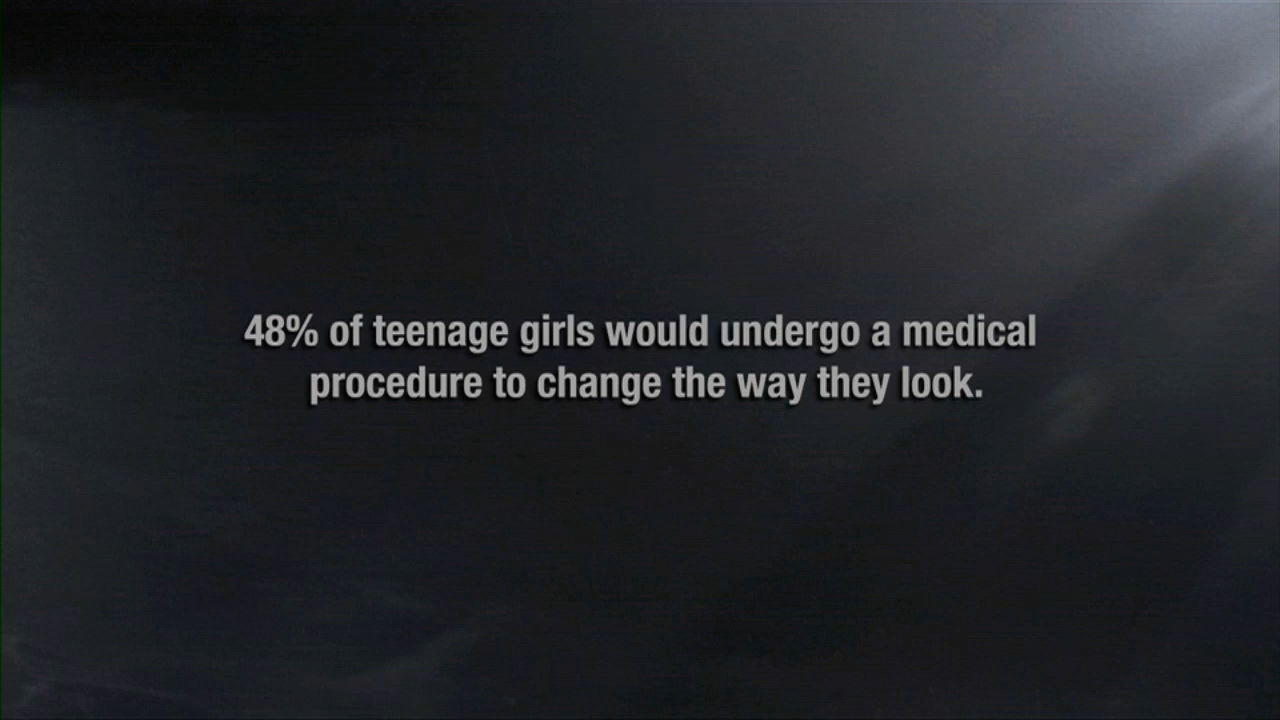 48% of teenage girls would undergo a medical
procedure to change the way they look.